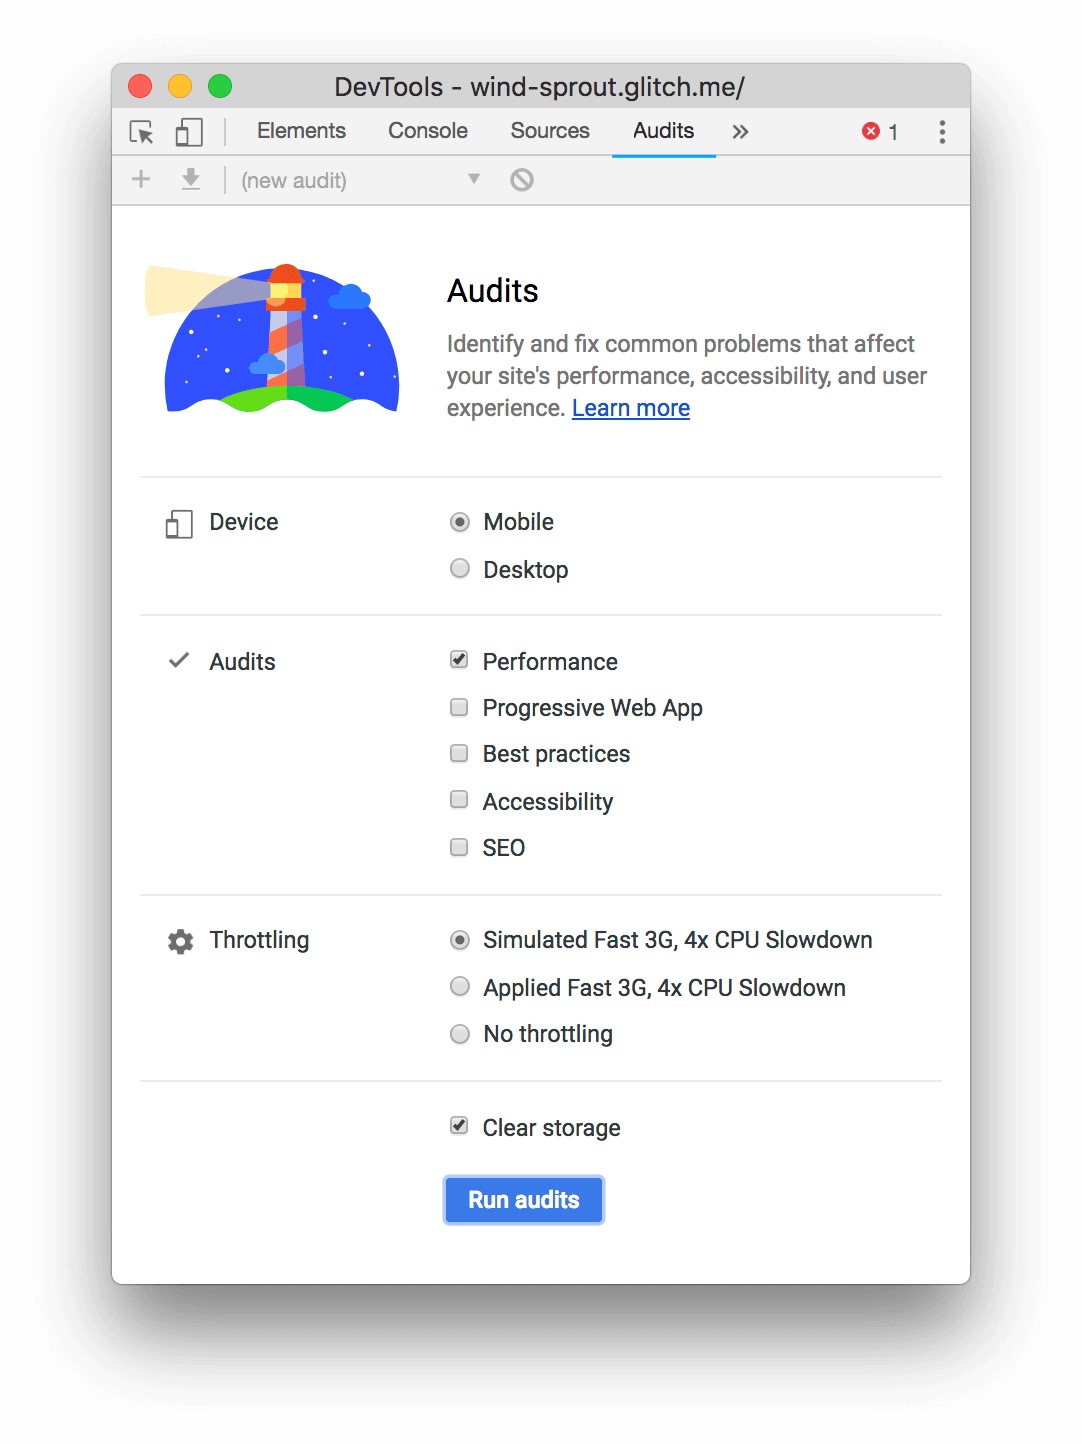 DevTools - wind-sprout.glitch.me/
Elements Console Sources Audits » 1
(new audit)
Audits
Identify and fix common problems that affect
your site's performance, accessibility, and user
experience. Learn more
Device
Mobile
Desktop
Audits
Performance
Progressive Web App
Best practices
Accessibility
SEO
Throttling
Simulated Fast 3G, 4x CPU Slowdown
Applied Fast 3G, 4x CPU Slowdown
No throttling
Clear storage
Run audits